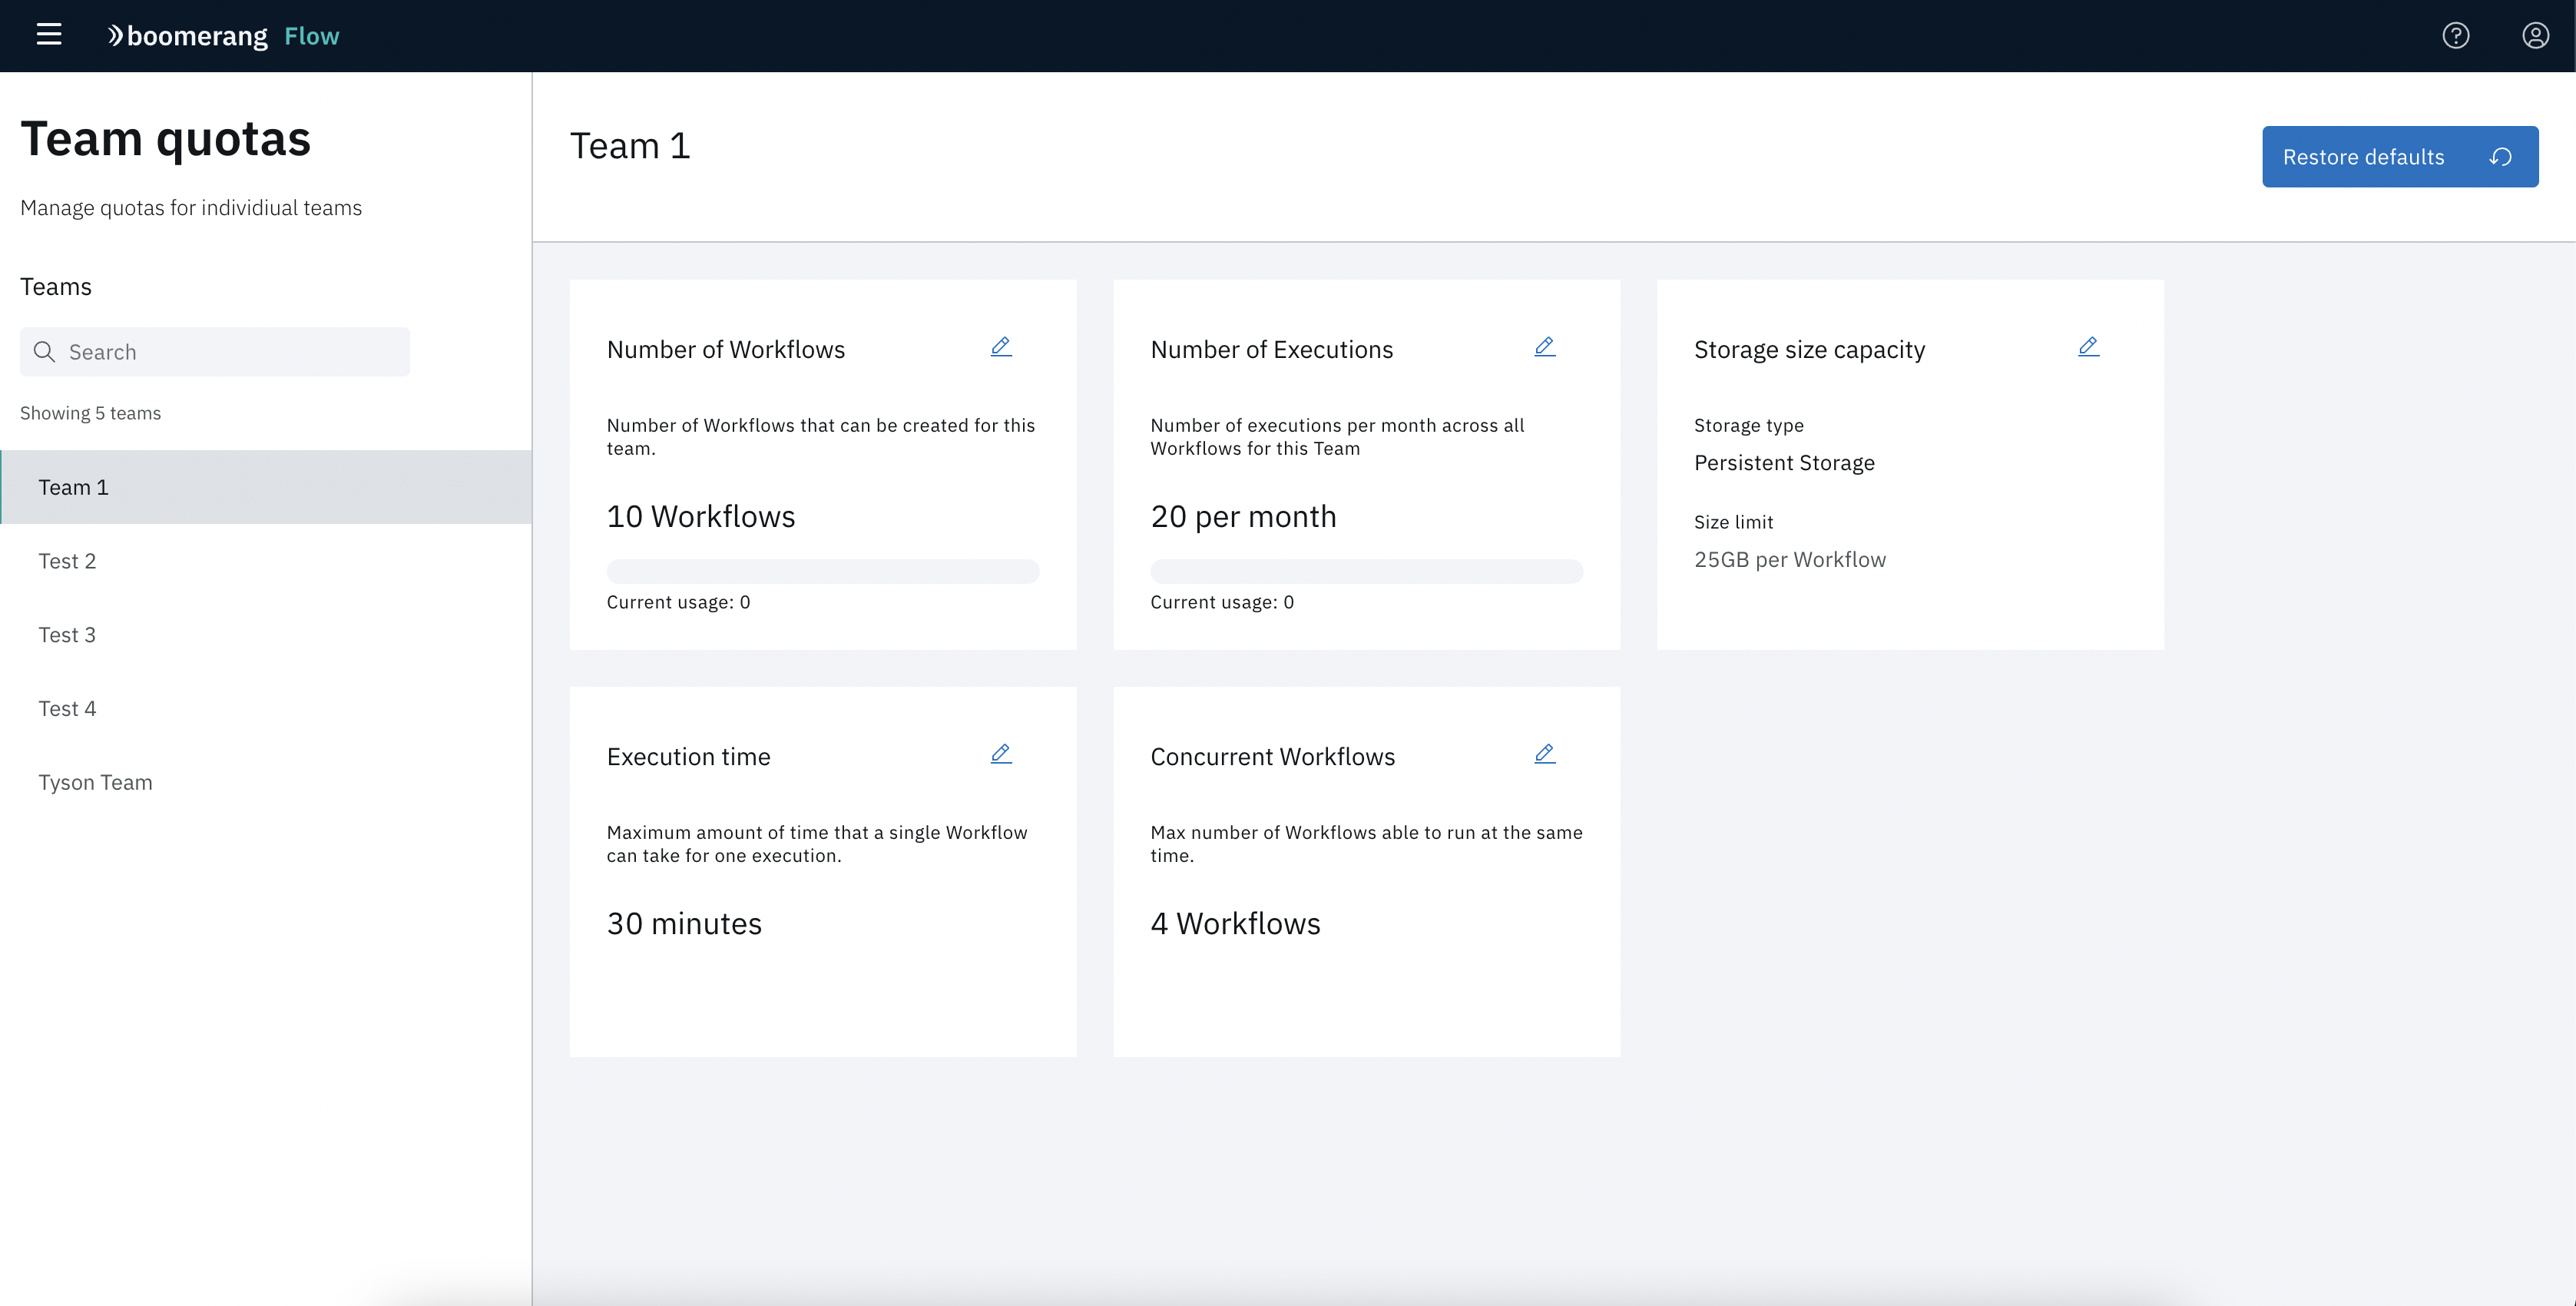 boomerang Flow
Team quotas
Manage quotas for individiual teams
Teams
Search
Showing 5 teams
Team 1
Test 2
Test 3
Test 4
Tyson Team
Team 1
Restore defaults
Number of Workflows
Number of Workflows that can be created for this
team.
10 Workflows
Current usage: 0
Number of Executions
Number of executions per month across all
Workflows for this Team
20 per month
Current usage: 0
Storage size capacity
Storage type
Persistent Storage
Size limit
25GB per Workflow
Execution time
Maximum amount of time that a single Workflow
can take for one execution.
30 minutes
Concurrent Workflows
Max number of Workflows able to run at the same
time.
4 Workflows